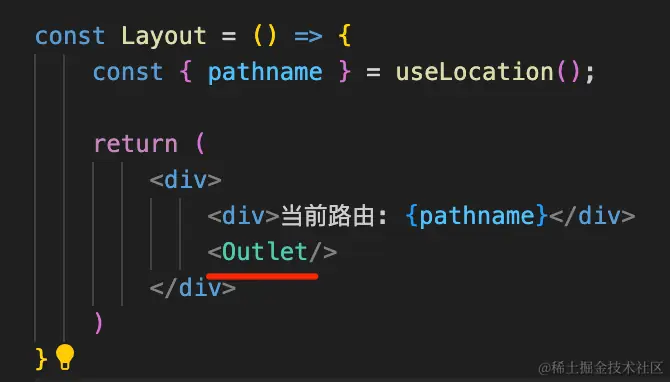 const Layout = () => {
const { pathname } = useLocation();
return (
<div>
<div>当前路由: {pathname}</div>
<Outlet/>
</div>
)
}
@稀土掘金技术社区